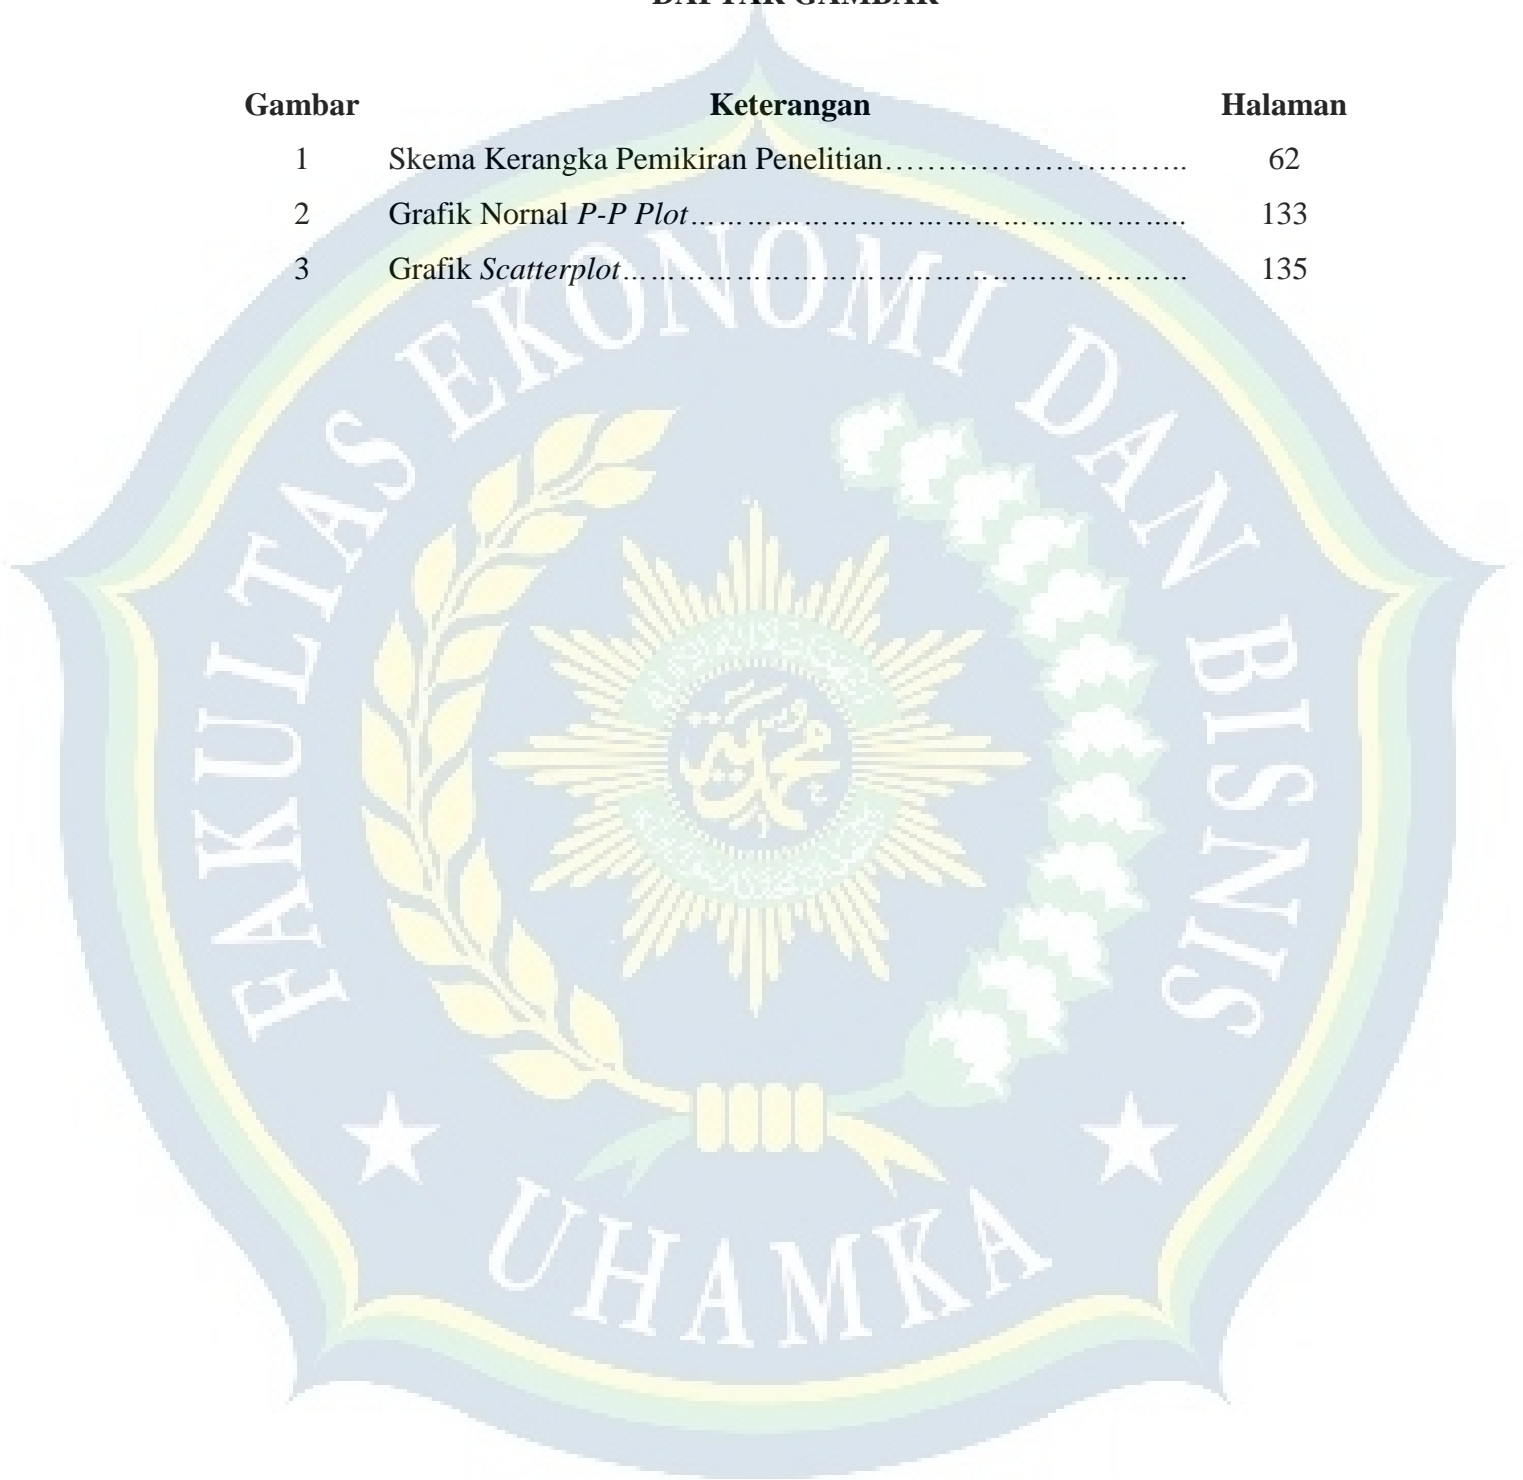 DAFTAR GAMBAR
Gambar Keterangan Halaman
1 Skema Kerangka Pemikiran Penelitian……………………….. 62
2 Grafik Nornal P-P Plot………………………………………….. 133
3 Grafik Scatterplot………………………………………………… 135
FAKULTAS EKONOMI DAN BISNIS
محمدية
UHAMKA